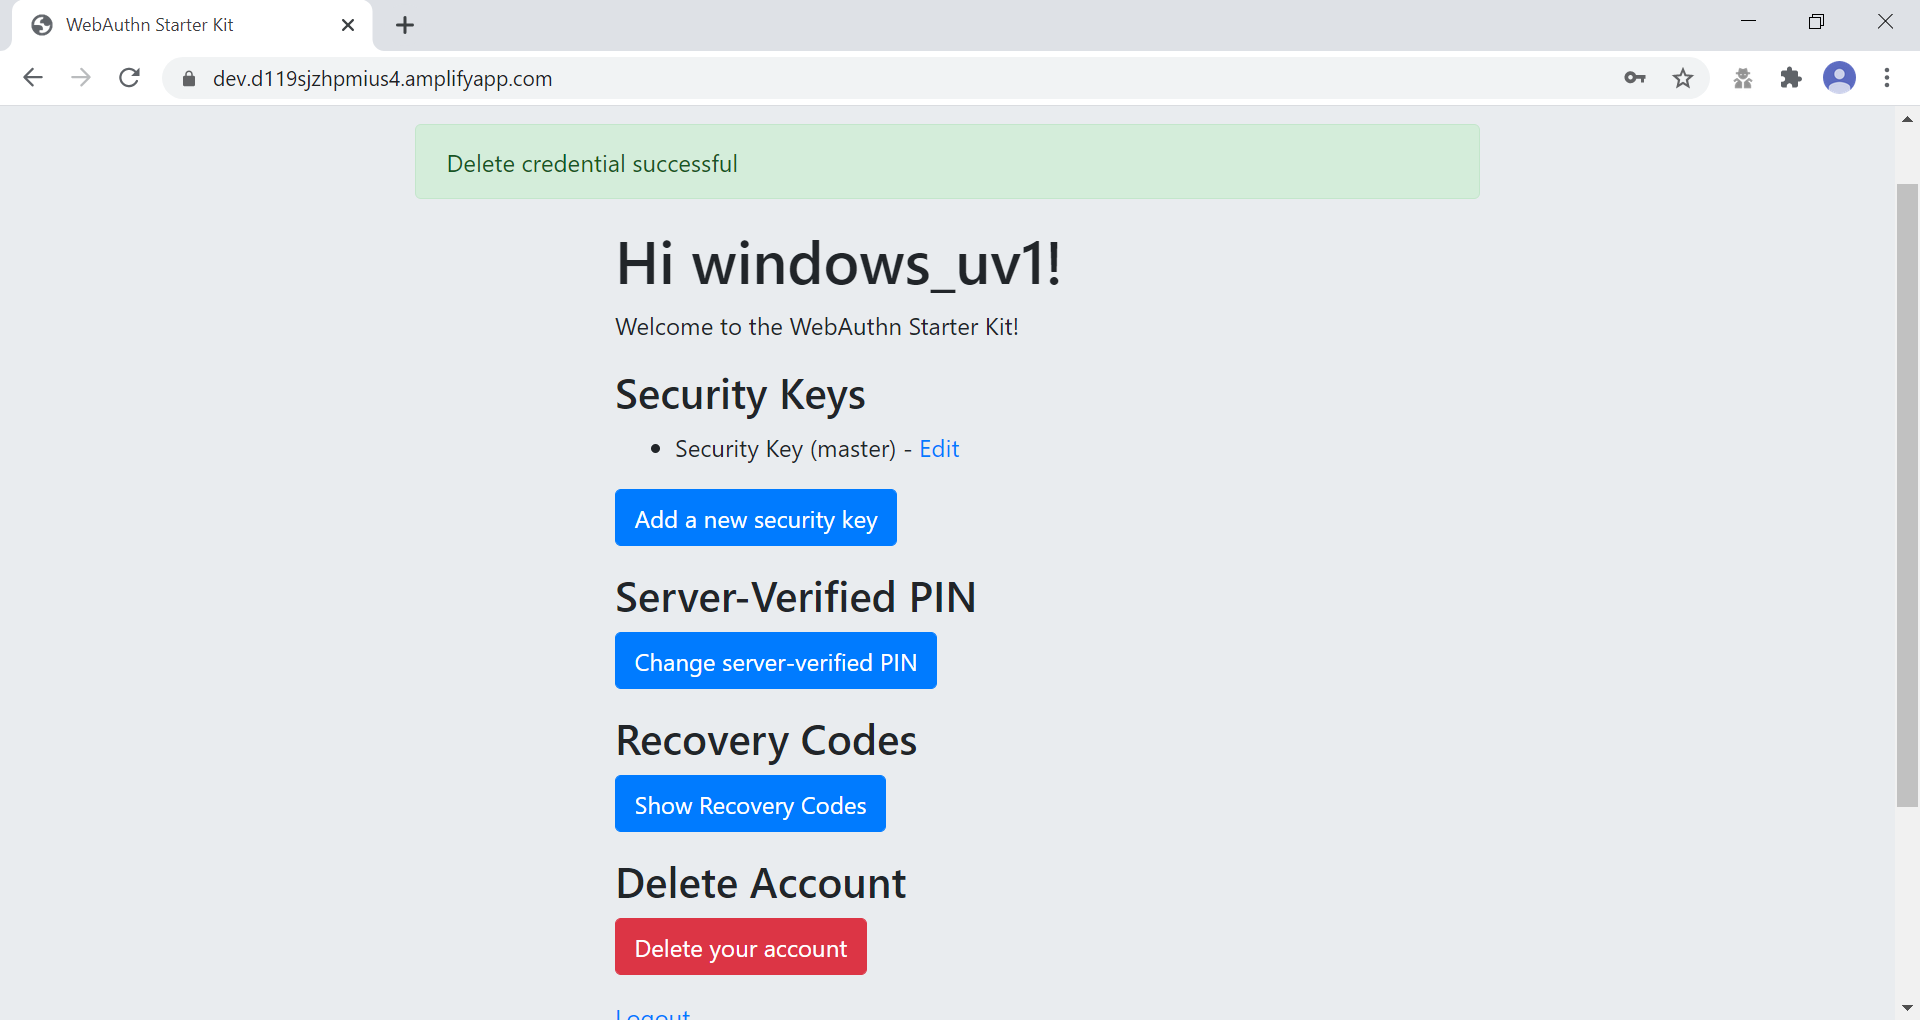 WebAuthn Starter Kit
dev.d119sjzhpmius4.amplifyapp.com
Delete credential successful
Hi windows_uv1!
Welcome to the WebAuthn Starter Kit!
Security Keys
Security Key (master) - Edit
Add a new security key
Server-Verified PIN
Change server-verified PIN
Recovery Codes
Show Recovery Codes
Delete Account
Delete your account
Logout